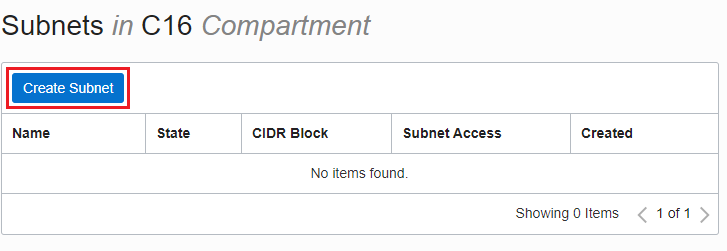 Subnets in C16 Compartment
Create Subnet
Name State CIDR Block Subnet Access Created
No items found.
Showing 0 Items 1 of 1